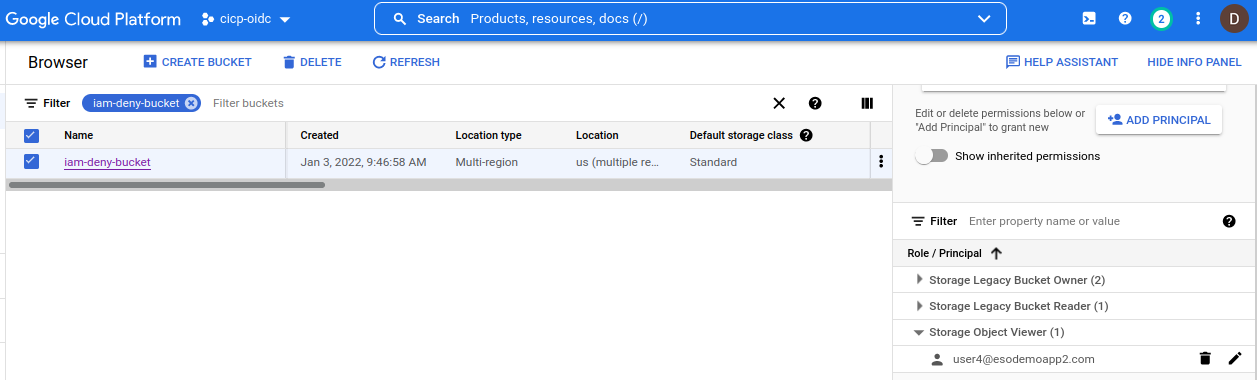 Google Cloud Platform cicp-oidc Search Products, resources, docs (/) 2 D
Browser CREATE BUCKET DELETE REFRESH HELP ASSISTANT HIDE INFO PANEL
Filter iam-deny-bucket Filter buckets
Name Created Location type Location Default storage class
iam-deny-bucket Jan 3, 2022, 9:46:58 AM Multi-region us (multiple re... Standard
Edit or delete permissions below or
"Add Principal" to grant new
ADD PRINCIPAL
Show inherited permissions
Filter Enter property name or value
Role / Principal
Storage Legacy Bucket Owner (2)
Storage Legacy Bucket Reader (1)
Storage Object Viewer (1)
user4@esodemoapp2.com